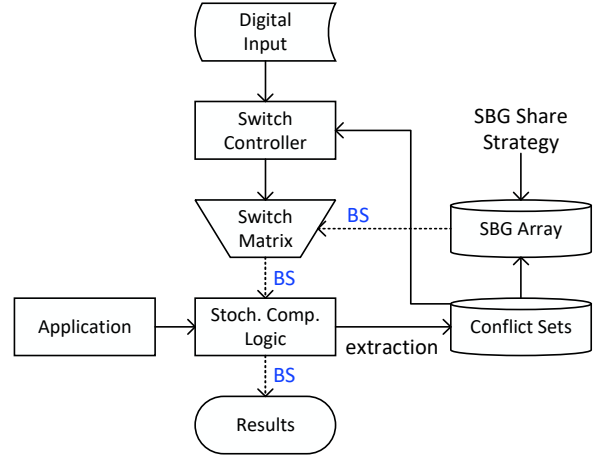 Digital
Input
Switch
Controller
SBG Share
Strategy
Switch
Matrix
BS
SBG Array
BS
Application
Stoch. Comp.
Logic
extraction
Conflict Sets
BS
Results